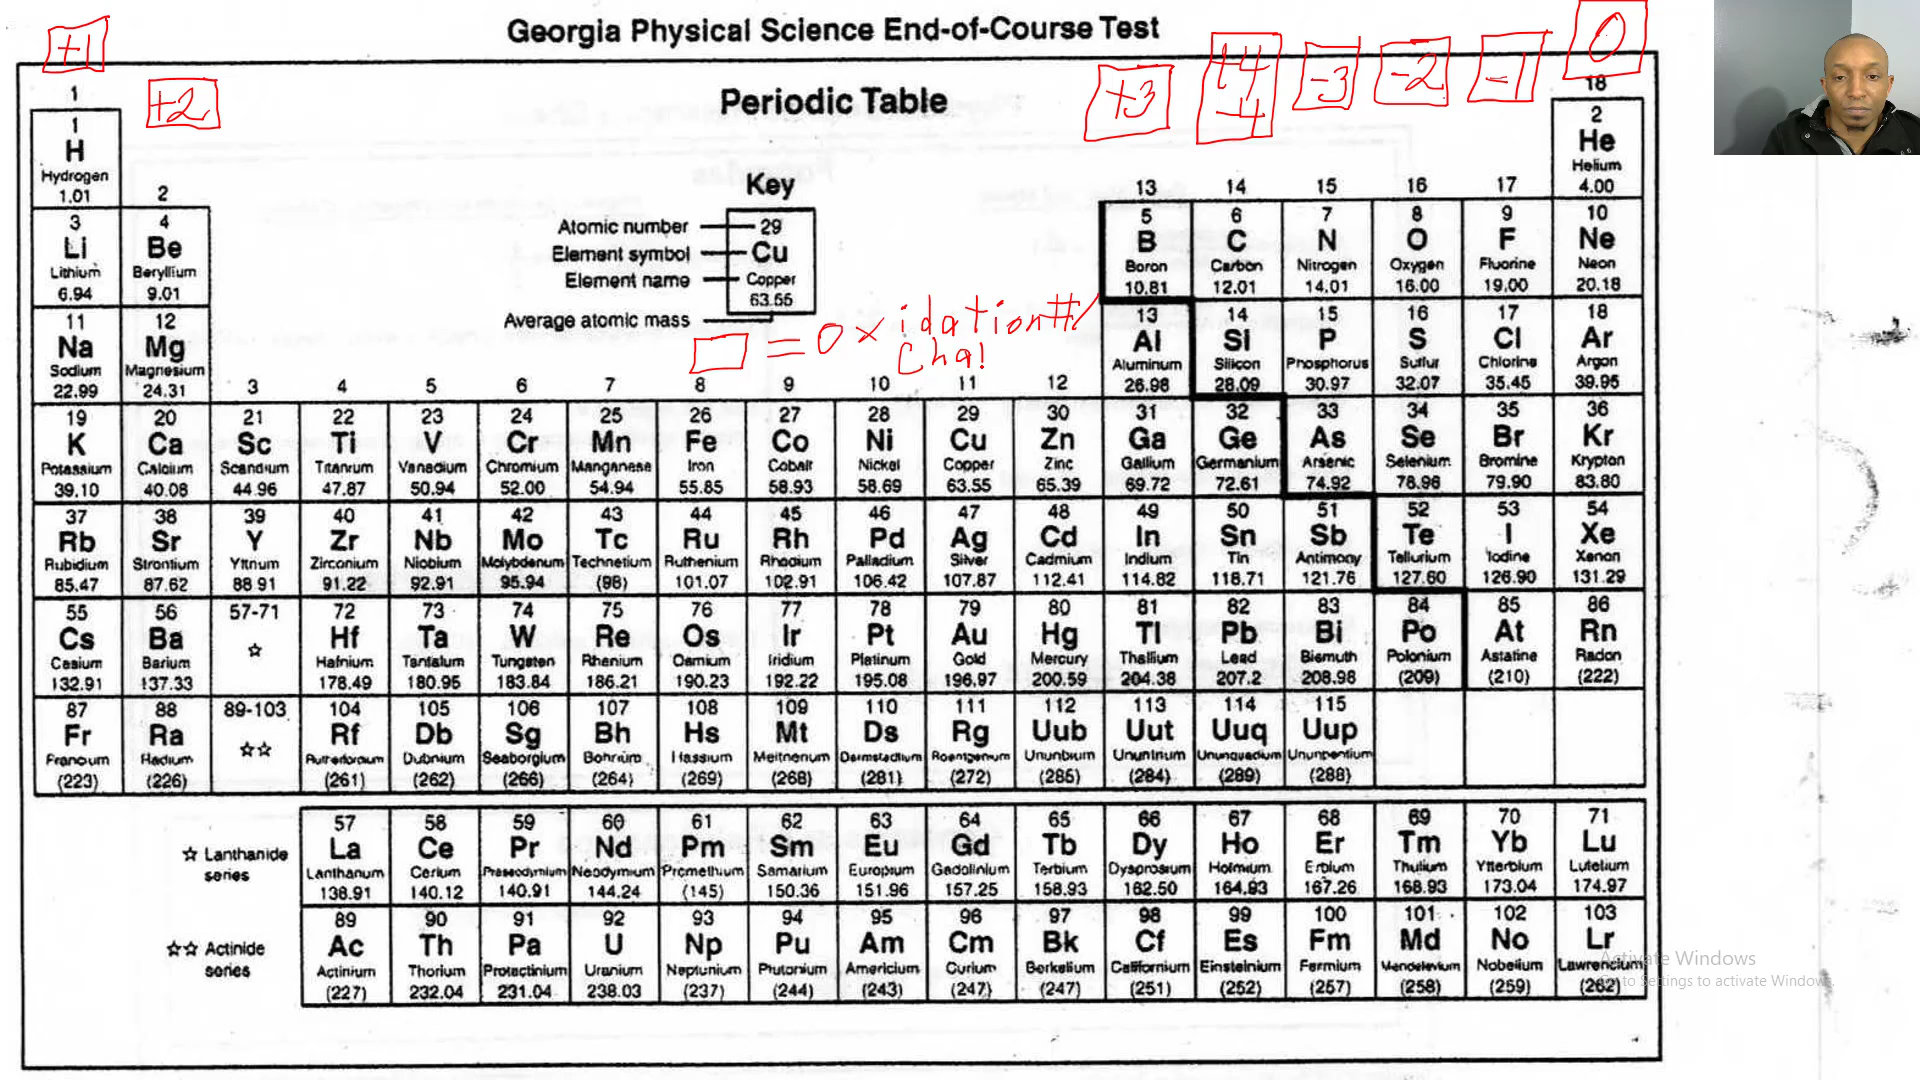 Georgia Physical Science End-of-Course Test
+1 +2 +3 +4 -4 -3 -2 -1 0
Periodic Table
1 18
1 2
H He
Hydrogen Helium
1.01 2 13 14 15 16 17 4.00
Key
Atomic number 29
Element symbol Cu
Element name Copper
63.55
Average atomic mass
□ = Oxidation#/
Cha!
3 4 5 6 7 8 9 10
Li Be B C N O F Ne
Lithium Beryllium Boron Carbon Nitrogen Oxygen Fluorine Neon
6.94 9.01 10.81 12.01 14.01 16.00 19.00 20.18
11 12 13 14 15 16 17 18
Na Mg Al Si P S Cl Ar
Sodium Magnesium Aluminum Silicon Phosphorus Sulfur Chlorine Argon
22.99 24.31 3 4 5 6 7 8 9 10 11 12 26.98 28.09 30.97 32.07 35.45 39.95
19 20 21 22 23 24 25 26 27 28 29 30 31 32 33 34 35 36
K Ca Sc Ti V Cr Mn Fe Co Ni Cu Zn Ga Ge As Se Br Kr
Potassium Calcium Scandium Titanium Vanadium Chromium Manganese Iron Cobalt Nickel Copper Zinc Gallium Germanium Arsenic Selenium Bromine Krypton
39.10 40.08 44.96 47.87 50.94 52.00 54.94 55.85 58.93 58.69 63.55 65.39 69.72 72.61 74.92 78.96 79.90 83.80
37 38 39 40 41 42 43 44 45 46 47 48 49 50 51 52 53 54
Rb Sr Y Zr Nb Mo Tc Ru Rh Pd Ag Cd In Sn Sb Te I Xe
Rubidium Strontium Yttrium Zirconium Niobium Molybdenum Technetium Ruthenium Rhodium Palladium Silver Cadmium Indium Tin Antimony Tellurium Iodine Xenon
85.47 87.62 88.91 91.22 92.91 95.94 (98) 101.07 102.91 106.42 107.87 112.41 114.82 118.71 121.76 127.60 126.90 131.29
55 56 57-71 72 73 74 75 76 77 78 79 80 81 82 83 84 85 86
Cs Ba ☆ Hf Ta W Re Os Ir Pt Au Hg Tl Pb Bi Po At Rn
Cesium Barium Hafnium Tantalum Tungsten Rhenium Osmium Iridium Platinum Gold Mercury Thallium Lead Bismuth Polonium Astatine Radon
132.91 137.33 178.49 180.95 183.84 186.21 190.23 192.22 195.08 196.97 200.59 204.38 207.2 208.98 (209) (210) (222)
87 88 89-103 104 105 106 107 108 109 110 111 112 113 114 115
Fr Ra ☆☆ Rf Db Sg Bh Hs Mt Ds Rg Uub Uut Uuq Uup
Francium Radium Rutherfordium Dubnium Seaborgium Bohrium Hassium Meitnerium Darmstadtium Roentgenium Ununbium Ununtrium Ununquadium Ununpentium
(223) (226) (261) (262) (266) (264) (269) (268) (281) (272) (285) (284) (289) (288)
57 58 59 60 61 62 63 64 65 66 67 68 69 70 71
☆ Lanthanide series La Ce Pr Nd Pm Sm Eu Gd Tb Dy Ho Er Tm Yb Lu
Lanthanum Cerium Praseodymium Neodymium Promethium Samarium Europium Gadolinium Terbium Dysprosium Holmium Erbium Thulium Ytterbium Lutetium
138.91 140.12 140.91 144.24 (145) 150.36 151.96 157.25 158.93 162.50 164.93 167.26 168.93 173.04 174.97
89 90 91 92 93 94 95 96 97 98 99 100 101 102 103
☆☆ Actinide series Ac Th Pa U Np Pu Am Cm Bk Cf Es Fm Md No Lr
Actinium Thorium Protactinium Uranium Neptunium Plutonium Americium Curium Berkelium Californium Einsteinium Fermium Mendelevium Nobelium Lawrencium
(227) 232.04 231.04 238.03 (237) (244) (243) (247) (247) (251) (252) (257) (258) (259) (262)
Activate Windows
Go to Settings to activate Windows.